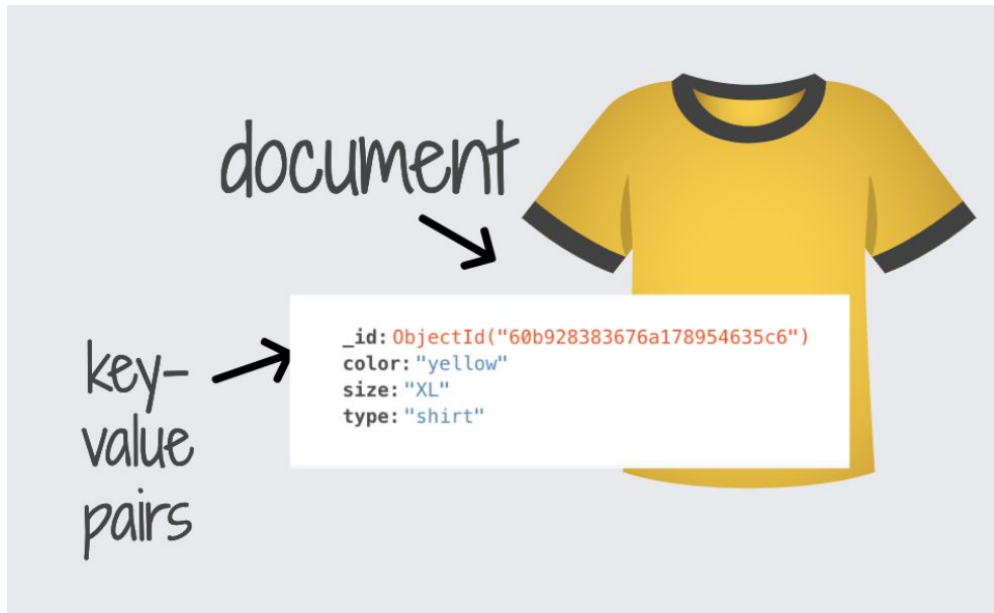 document
_id: ObjectId("60b928383676a178954635c6")
color: "yellow"
size: "XL"
type: "shirt"
key-
value
pairs